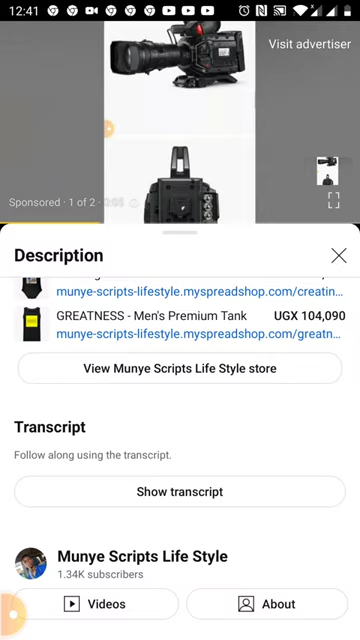 12:41
Visit advertiser
Sponsored · 1 of 2 · 0:05
Description
munye-scripts-lifestyle.myspreadshop.com/creatin...
GREATNESS - Men's Premium Tank UGX 104,090
munye-scripts-lifestyle.myspreadshop.com/greatn...
View Munye Scripts Life Style store
Transcript
Follow along using the transcript.
Show transcript
Munye Scripts Life Style
1.34K subscribers
Videos
About